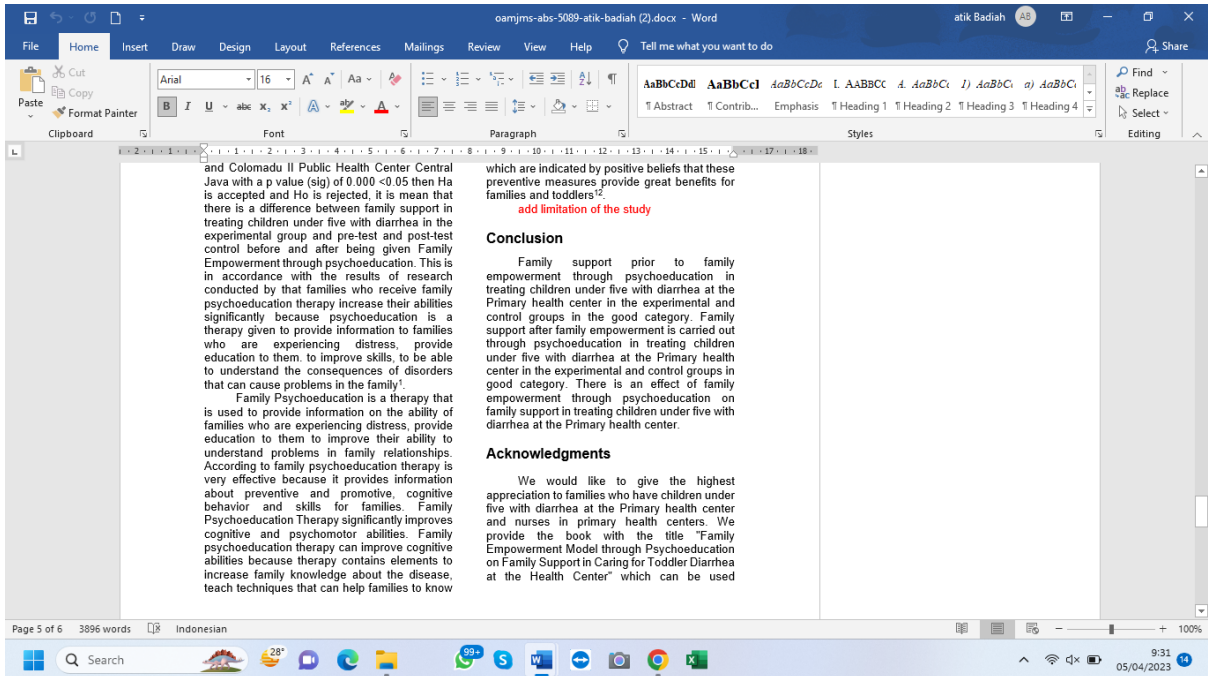 oamjms-abs-5089-atik-badiah (2).docx - Word
atik Badiah AB
File Home Insert Draw Design Layout References Mailings Review View Help Tell me what you want to do Share
Paste
Cut
Copy
Format Painter
Clipboard
Arial 16
Font
Paragraph
AaBbCcDdI AaBbCcI AaBbCcDc I. AABBCC A. AaBbCc 1) AaBbCc a) AaBbCc
¶ Abstract ¶ Contrib... Emphasis ¶ Heading 1 ¶ Heading 2 ¶ Heading 3 ¶ Heading 4
Styles
Find
Replace
Select
Editing
and Colomadu II Public Health Center Central
Java with a p value (sig) of 0.000 <0.05 then Ha
is accepted and Ho is rejected, it is mean that
there is a difference between family support in
treating children under five with diarrhea in the
experimental group and pre-test and post-test
control before and after being given Family
Empowerment through psychoeducation. This is
in accordance with the results of research
conducted by that families who receive family
psychoeducation therapy increase their abilities
significantly because psychoeducation is a
therapy given to provide information to families
who are experiencing distress, provide
education to them. to improve skills, to be able
to understand the consequences of disorders
that can cause problems in the family¹.
Family Psychoeducation is a therapy that
is used to provide information on the ability of
families who are experiencing distress, provide
education to them to improve their ability to
understand problems in family relationships.
According to family psychoeducation therapy is
very effective because it provides information
about preventive and promotive, cognitive
behavior and skills for families. Family
Psychoeducation Therapy significantly improves
cognitive and psychomotor abilities. Family
psychoeducation therapy can improve cognitive
abilities because therapy contains elements to
increase family knowledge about the disease,
teach techniques that can help families to know
which are indicated by positive beliefs that these
preventive measures provide great benefits for
families and toddlers¹².
add limitation of the study
Conclusion
Family support prior to family
empowerment through psychoeducation in
treating children under five with diarrhea at the
Primary health center in the experimental and
control groups in the good category. Family
support after family empowerment is carried out
through psychoeducation in treating children
under five with diarrhea at the Primary health
center in the experimental and control groups in
good category. There is an effect of family
empowerment through psychoeducation on
family support in treating children under five with
diarrhea at the Primary health center.
Acknowledgments
We would like to give the highest
appreciation to families who have children under
five with diarrhea at the Primary health center
and nurses in primary health centers. We
provide the book with the title "Family
Empowerment Model through Psychoeducation
on Family Support in Caring for Toddler Diarrhea
at the Health Center" which can be used
Page 5 of 6 3896 words Indonesian
100%
Search
28°
99+
9:31
05/04/2023
14